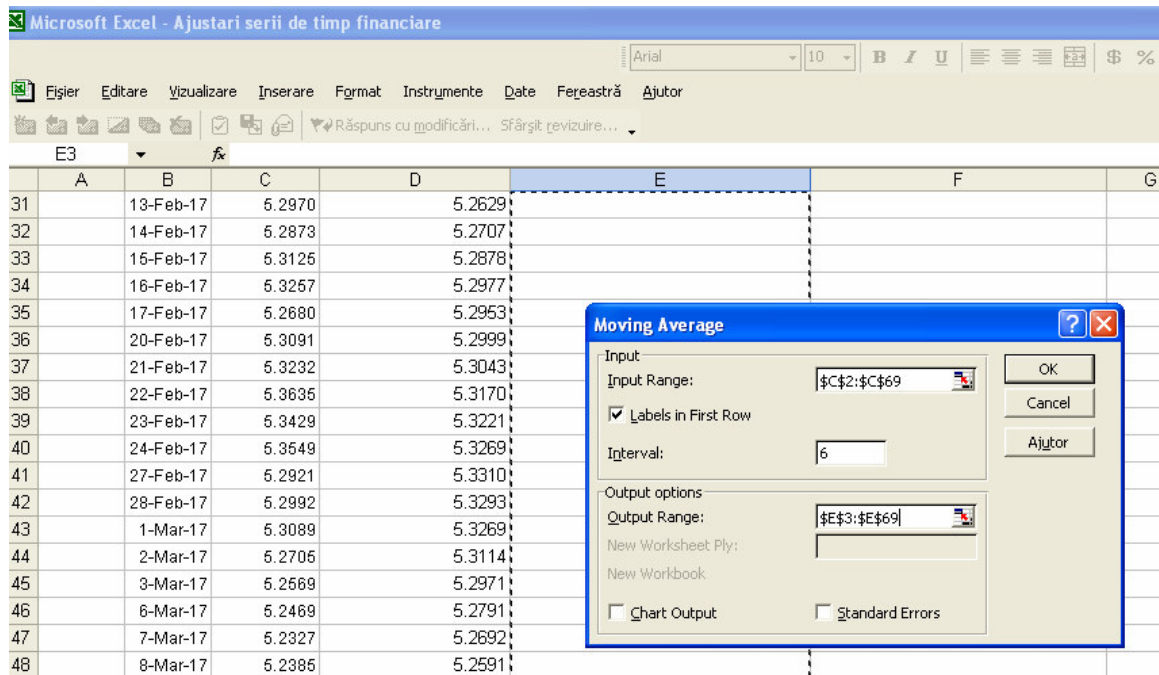 Microsoft Excel - Ajustari serii de timp financiare
Arial 10 B I U $ %
Fişier Editare Vizualizare Inserare Format Instrumente Date Fereastră Ajutor
Răspuns cu modificări... Sfârşit revizuire...
E3 fx
A B C D E F G
31 13-Feb-17 5.2970 5.2629
32 14-Feb-17 5.2873 5.2707
33 15-Feb-17 5.3125 5.2878
34 16-Feb-17 5.3257 5.2977
35 17-Feb-17 5.2680 5.2953
36 20-Feb-17 5.3091 5.2999
37 21-Feb-17 5.3232 5.3043
38 22-Feb-17 5.3635 5.3170
39 23-Feb-17 5.3429 5.3221
40 24-Feb-17 5.3549 5.3269
41 27-Feb-17 5.2921 5.3310
42 28-Feb-17 5.2992 5.3293
43 1-Mar-17 5.3089 5.3269
44 2-Mar-17 5.2705 5.3114
45 3-Mar-17 5.2569 5.2971
46 6-Mar-17 5.2469 5.2791
47 7-Mar-17 5.2327 5.2692
48 8-Mar-17 5.2385 5.2591
Moving Average
Input
Input Range: $C$2:$C$69
Labels in First Row
Interval: 6
Output options
Output Range: $E$3:$E$69
New Worksheet Ply:
New Workbook
Chart Output Standard Errors
OK
Cancel
Ajutor